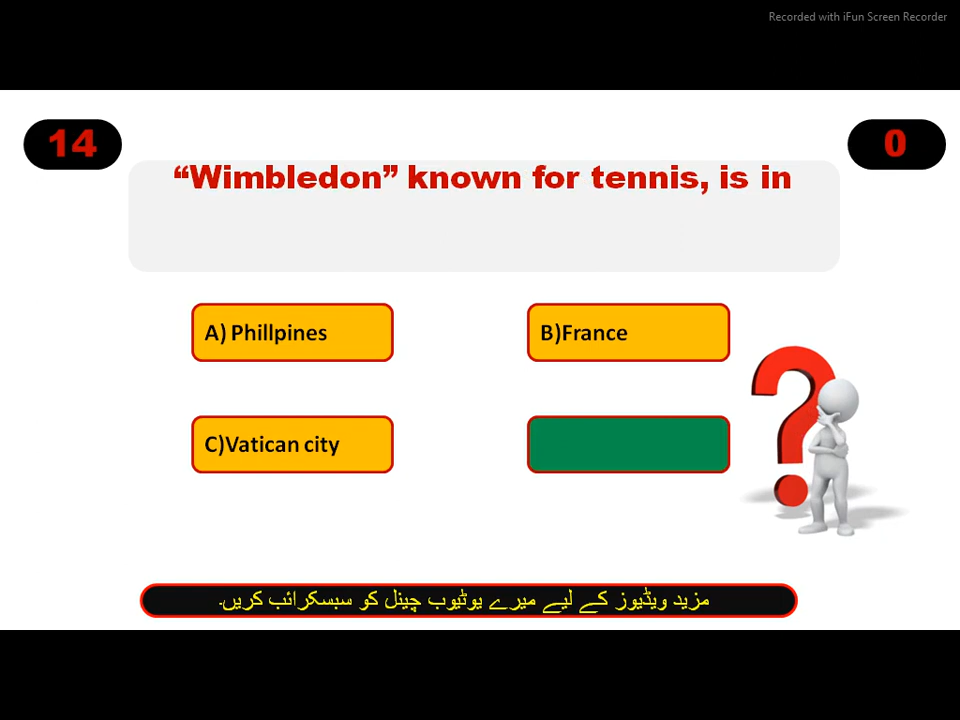 Recorded with iFun Screen Recorder
14
0
“Wimbledon” known for tennis, is in
A) Phillpines
B)France
C)Vatican city
مزید ویڈیوز کے لیے میرے یوٹیوب چینل کو سبسکرائب کریں۔